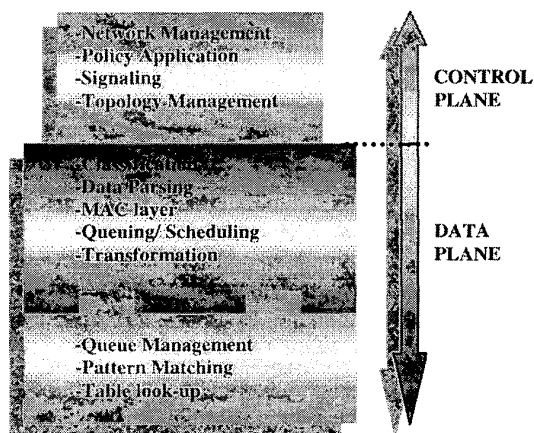 -Network Management
-Policy Application
-Signaling
-Topology Management
CONTROL
PLANE
-Classification
-Data Parsing
-MAC layer
-Queuing/ Scheduling
-Transformation
DATA
PLANE
-Queue Management
-Pattern Matching
-Table look-up